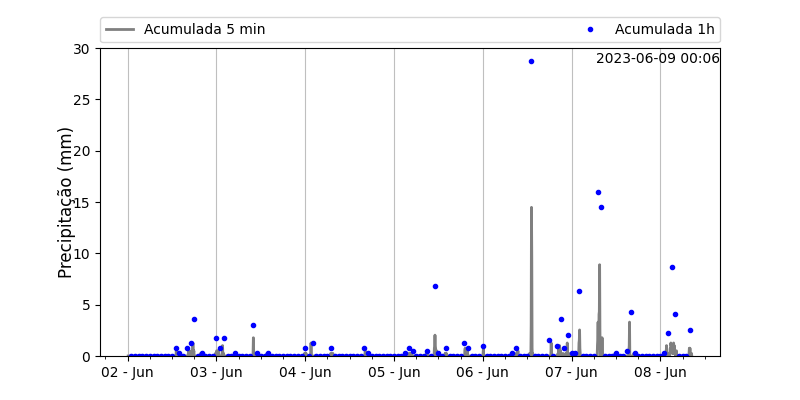 Acumulada 5 min
Acumulada 1h
2023-06-09 00:06
Precipitação (mm)
30
25
20
15
10
5
0
02 - Jun
03 - Jun
04 - Jun
05 - Jun
06 - Jun
07 - Jun
08 - Jun